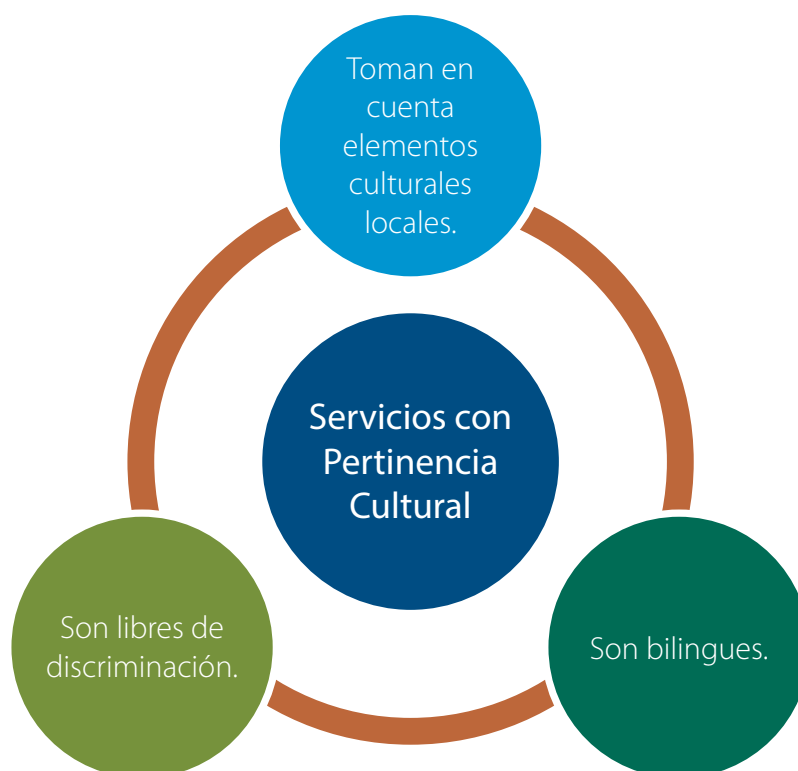 Toman en
cuenta
elementos
culturales
locales.
Servicios con
Pertinencia
Cultural
Son libres de
discriminación.
Son bilingues.